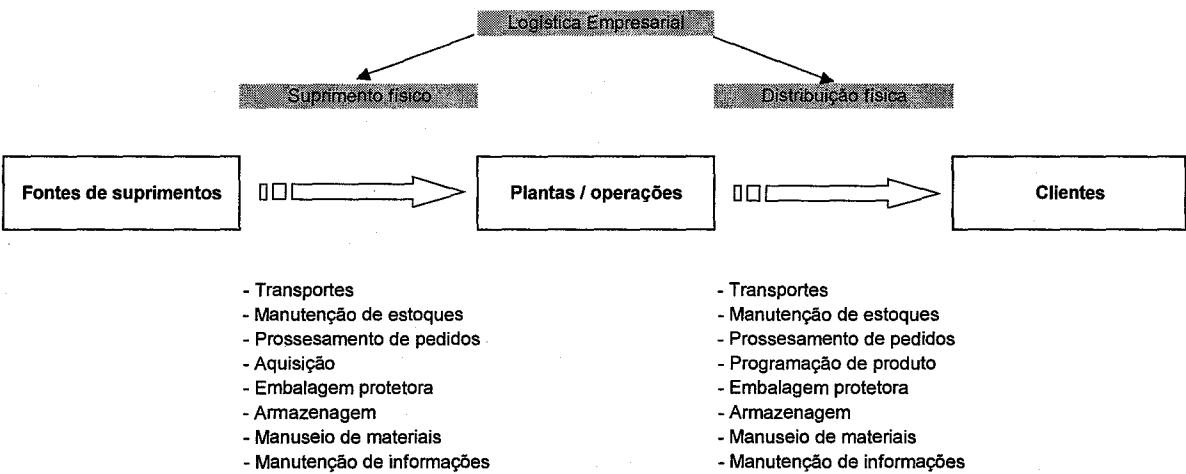 Logística Empresarial
Suprimento físico
Distribuição física
Fontes de suprimentos
Plantas / operações
Clientes
- Transportes
- Manutenção de estoques
- Prossesamento de pedidos
- Aquisição
- Embalagem protetora
- Armazenagem
- Manuseio de materiais
- Manutenção de informações
- Transportes
- Manutenção de estoques
- Prossesamento de pedidos
- Programação de produto
- Embalagem protetora
- Armazenagem
- Manuseio de materiais
- Manutenção de informações